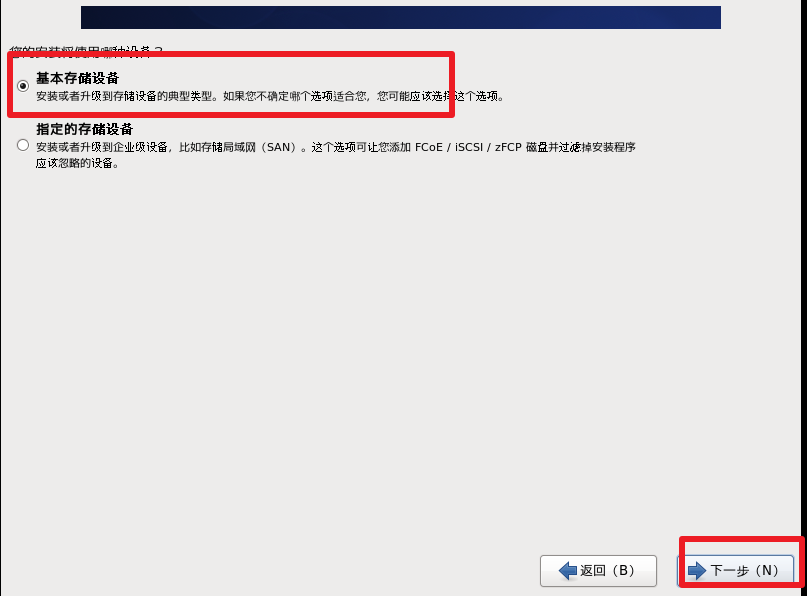 您的安装将使用哪种设备？
基本存储设备
安装或者升级到存储设备的典型类型。如果您不确定哪个选项适合您，您可能应该选择这个选项。
指定的存储设备
安装或者升级到企业级设备，比如存储局域网（SAN）。这个选项可让您添加 FCoE / iSCSI / zFCP 磁盘并过滤掉安装程序
应该忽略的设备。
返回（B）
下一步（N）